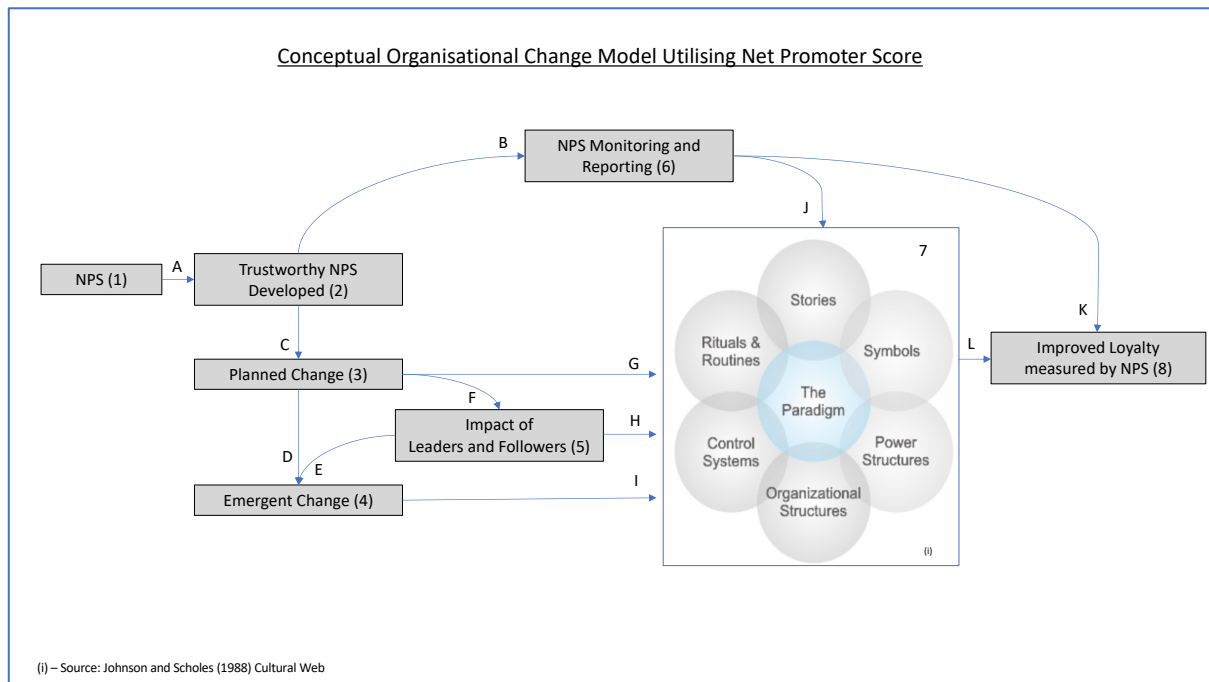 Conceptual Organisational Change Model Utilising Net Promoter Score
B
NPS Monitoring and
Reporting (6)
J
7
NPS (1)
A
Trustworthy NPS
Developed (2)
Stories
K
C
Rituals &
Routines
Symbols
L
Improved Loyalty
measured by NPS (8)
Planned Change (3)
G
F
The
Paradigm
Impact of
Leaders and Followers (5)
H
Control
Systems
Power
Structures
D
E
I
Emergent Change (4)
Organizational
Structures
(i)
(i) – Source: Johnson and Scholes (1988) Cultural Web